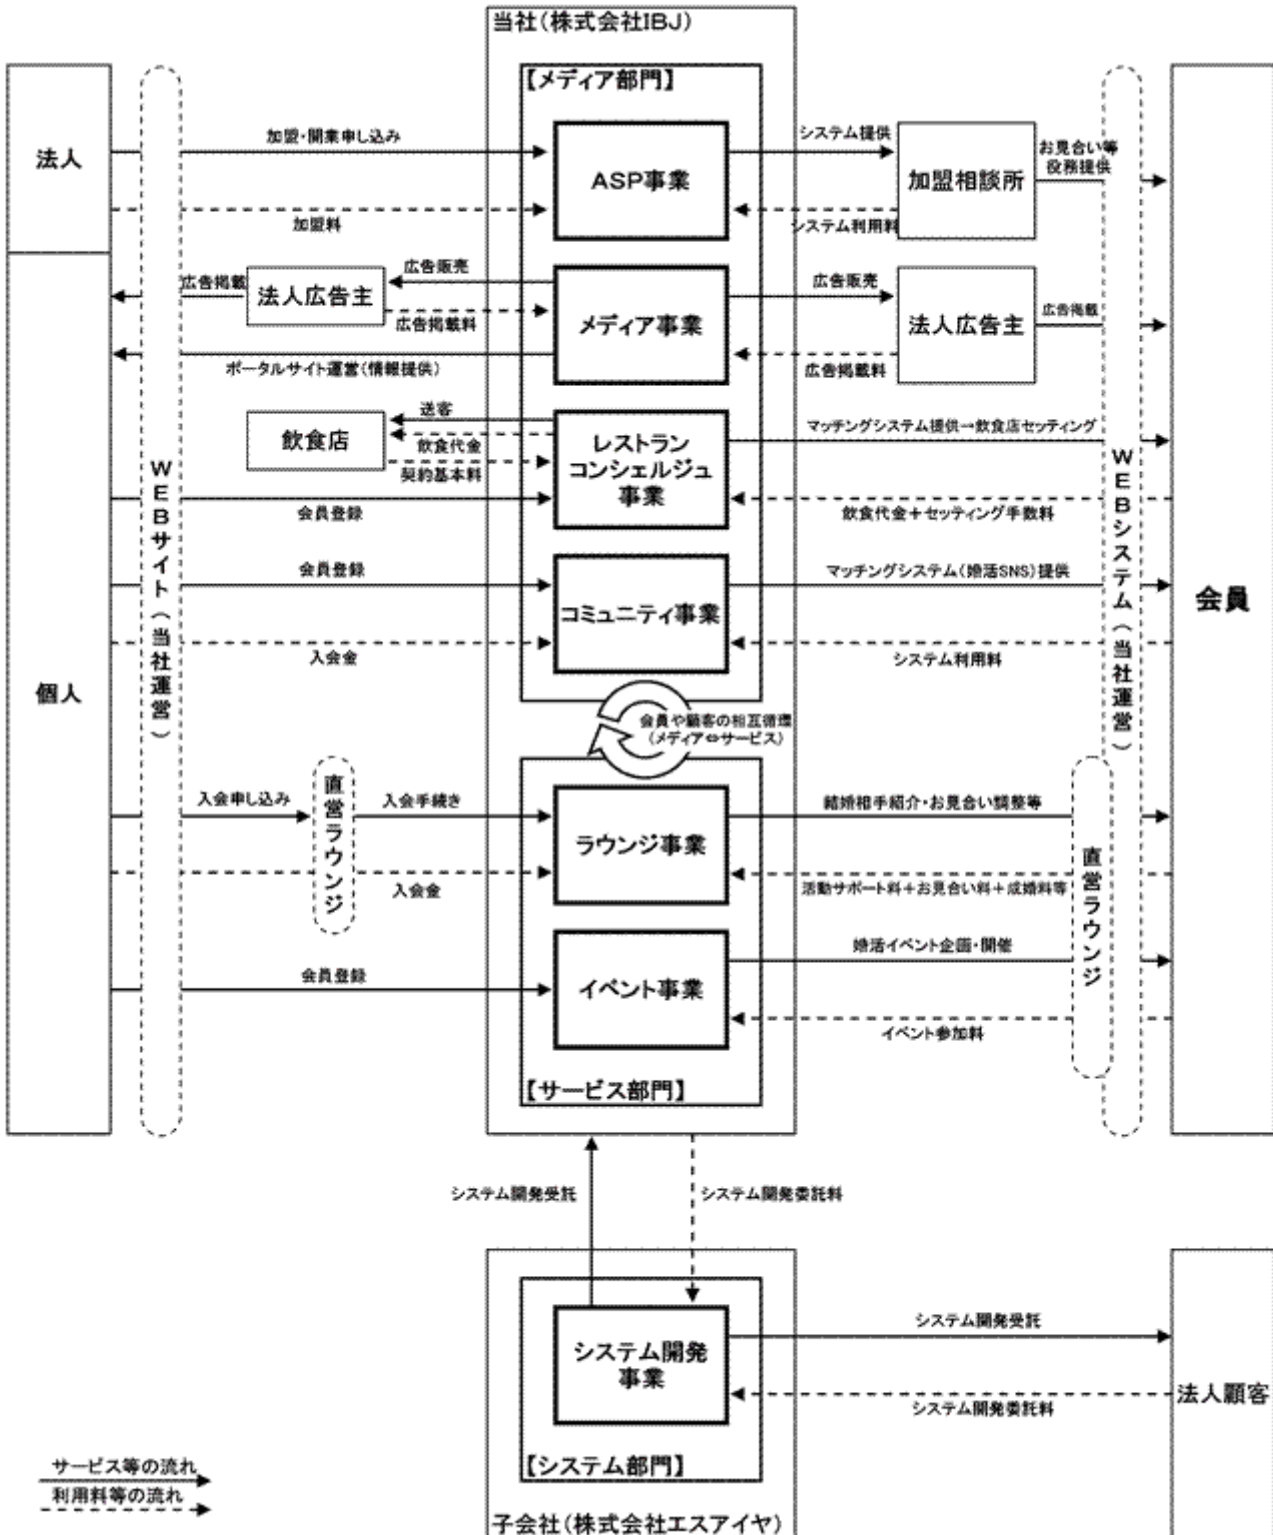 当社(株式会社IBJ)
【メディア部門】
法人
加盟・開業申し込み
加盟料
ASP事業
システム提供
システム利用料
加盟相談所
お見合い等
役務提供
広告掲載
法人広告主
広告販売
広告掲載料
ポータルサイト運営(情報提供)
メディア事業
広告販売
広告掲載料
法人広告主
広告掲載
飲食店
送客
飲食代金
契約基本料
会員登録
レストラン
コンシェルジュ
事業
マッチングシステム提供→飲食店セッティング
飲食代金+セッティング手数料
会員登録
入会金
コミュニティ事業
マッチングシステム(婚活SNS)提供
システム利用料
個人
WEBサイト(当社運営)
WEBシステム(当社運営)
会員
会員や顧客の相互循環
(メディア⇔サービス)
入会申し込み
直営ラウンジ
入会手続き
入会金
ラウンジ事業
結婚相手紹介・お見合い調整等
活動サポート料+お見合い料+成婚料等
直営ラウンジ
会員登録
イベント事業
婚活イベント企画・開催
イベント参加料
【サービス部門】
システム開発受託
システム開発委託料
システム開発
事業
システム開発受託
システム開発委託料
法人顧客
【システム部門】
子会社(株式会社エスアイヤ)
サービス等の流れ
利用料等の流れ